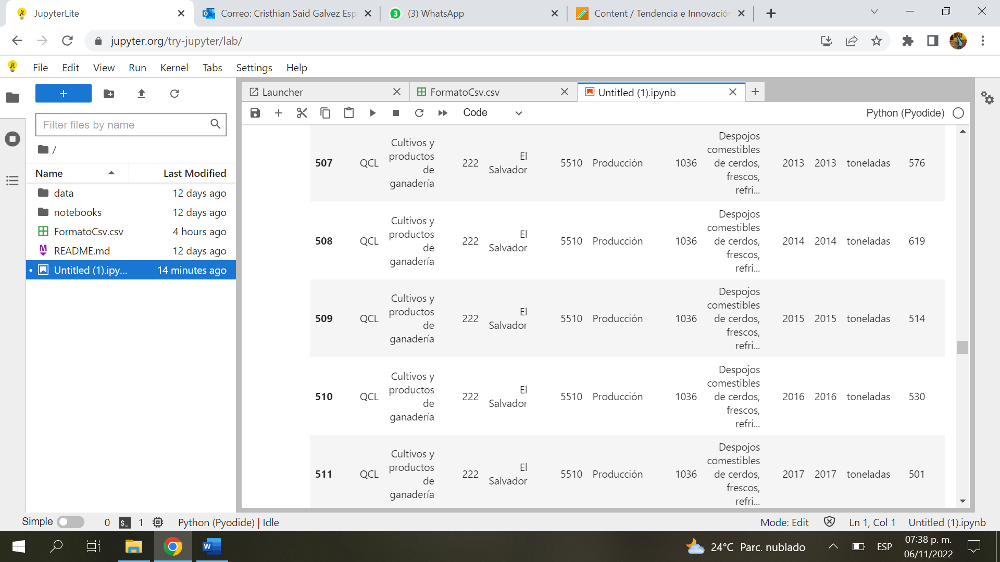 JupyterLite
Correo: Cristhian Said Galvez Esp
(3) WhatsApp
Content / Tendencia e Innovación
jupyter.org/try-jupyter/lab/
File Edit View Run Kernel Tabs Settings Help
Launcher
FormatoCsv.csv
Untitled (1).ipynb
Code
Python (Pyodide)
Filter files by name
/
Name Last Modified
data 12 days ago
notebooks 12 days ago
FormatoCsv.csv 4 hours ago
README.md 12 days ago
Untitled (1).ipy... 14 minutes ago
507 QCL Cultivos y productos de ganadería 222 El Salvador 5510 Producción 1036 Despojos comestibles de cerdos, frescos, refri... 2013 2013 toneladas 576
508 QCL Cultivos y productos de ganadería 222 El Salvador 5510 Producción 1036 Despojos comestibles de cerdos, frescos, refri... 2014 2014 toneladas 619
509 QCL Cultivos y productos de ganadería 222 El Salvador 5510 Producción 1036 Despojos comestibles de cerdos, frescos, refri... 2015 2015 toneladas 514
510 QCL Cultivos y productos de ganadería 222 El Salvador 5510 Producción 1036 Despojos comestibles de cerdos, frescos, refri... 2016 2016 toneladas 530
511 QCL Cultivos y productos de ganadería 222 El Salvador 5510 Producción 1036 Despojos comestibles de cerdos, frescos, refri... 2017 2017 toneladas 501
Simple 0 1 Python (Pyodide) | Idle
Mode: Edit Ln 1, Col 1 Untitled (1).ipynb
24°C Parc. nublado
ESP
07:38 p. m.
06/11/2022